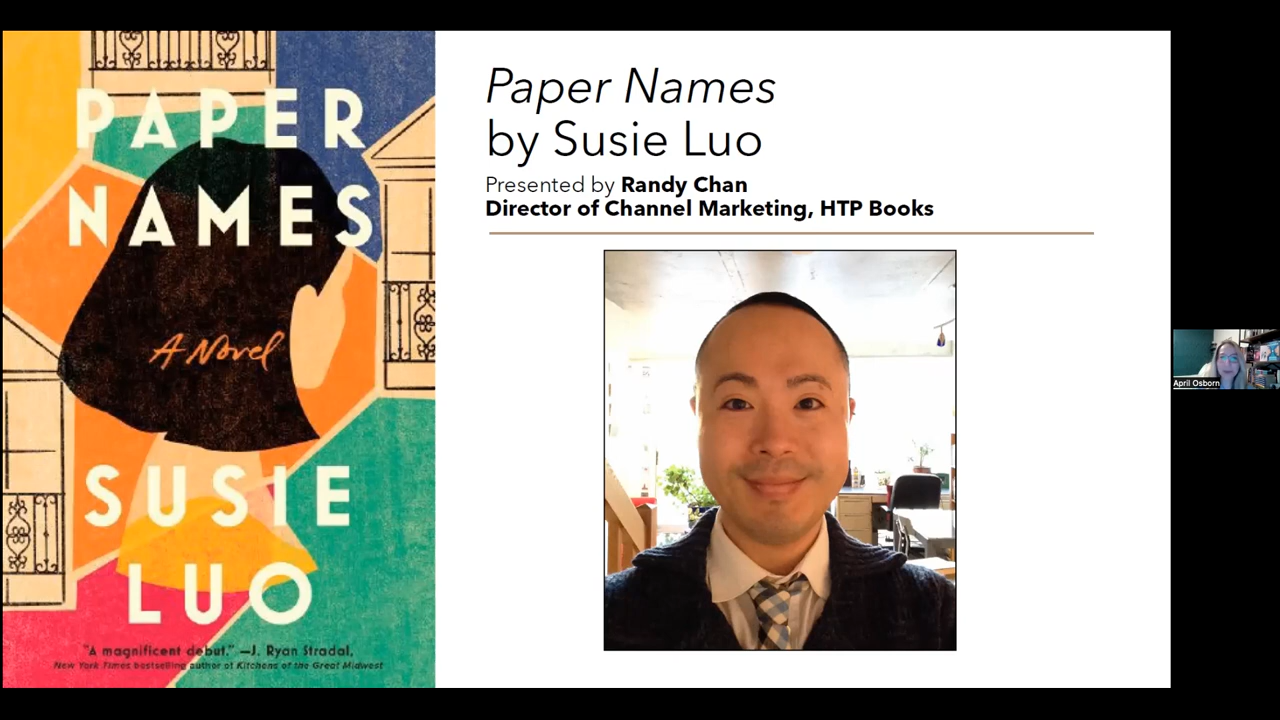 PAPER
NAMES
A Novel
SUSIE
LUO
"A magnificent debut." —J. Ryan Stradal,
New York Times bestselling author of Kitchens of the Great Midwest
Paper Names
by Susie Luo
Presented by Randy Chan
Director of Channel Marketing, HTP Books
April Osborn